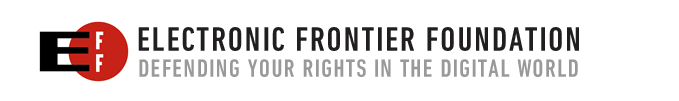 EFF
ELECTRONIC FRONTIER FOUNDATION
DEFENDING YOUR RIGHTS IN THE DIGITAL WORLD